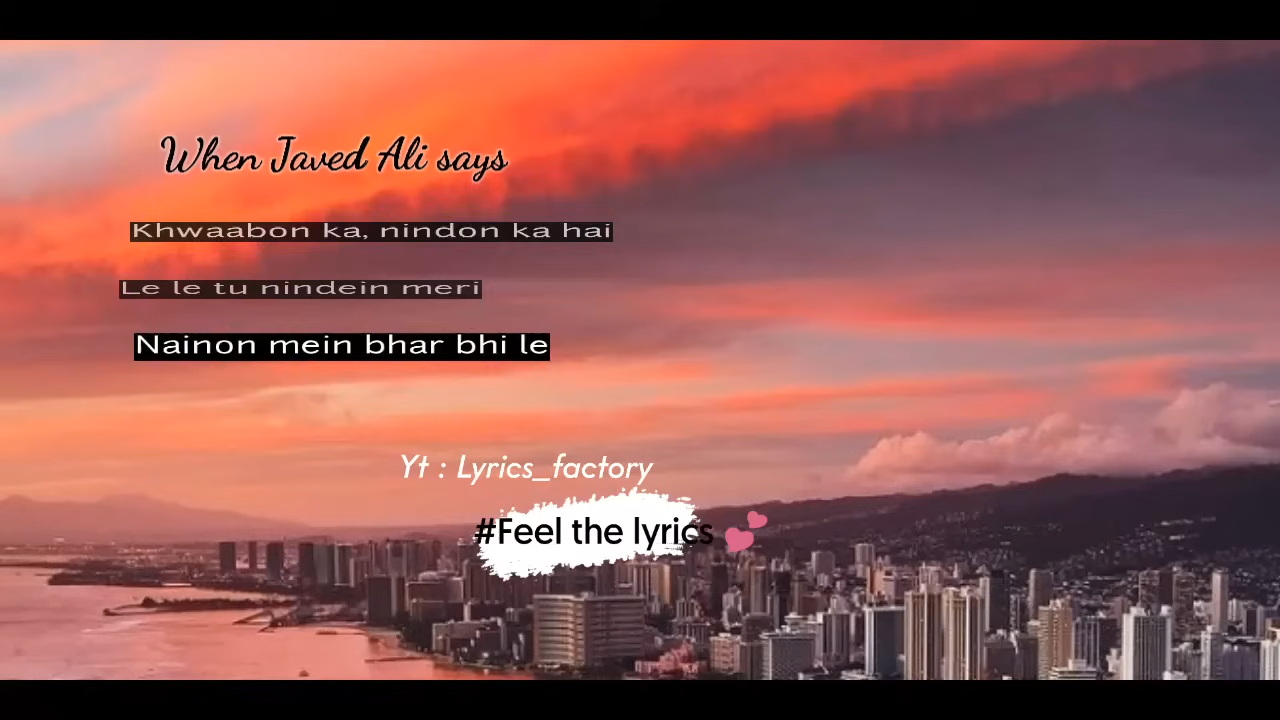 When Javed Ali says
Khwaabon ka, nindon ka hai
Le le tu nindein meri
Nainon mein bhar bhi le
Yt : Lyrics_factory
#Feel the lyrics 💕